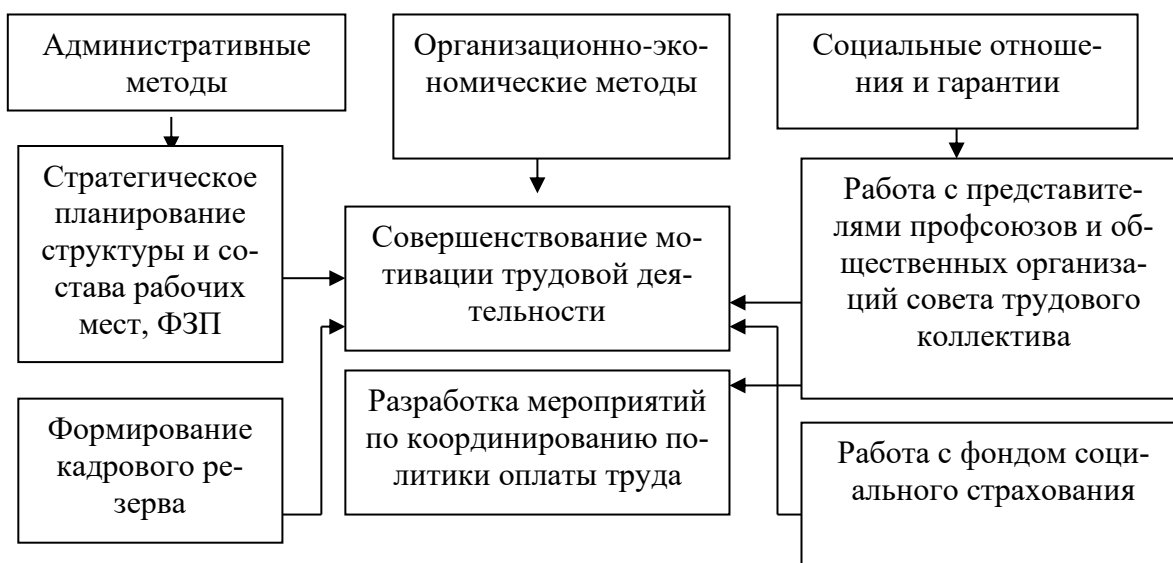 Административные
методы
Организационно-эко-
номические методы
Социальные отноше-
ния и гарантии
Стратегическое
планирование
структуры и со-
става рабочих
мест, ФЗП
Совершенствование мо-
тивации трудовой дея-
тельности
Работа с представите-
лями профсоюзов и об-
щественных организа-
ций совета трудового
коллектива
Формирование
кадрового ре-
зерва
Разработка мероприятий
по координированию по-
литики оплаты труда
Работа с фондом соци-
ального страхования